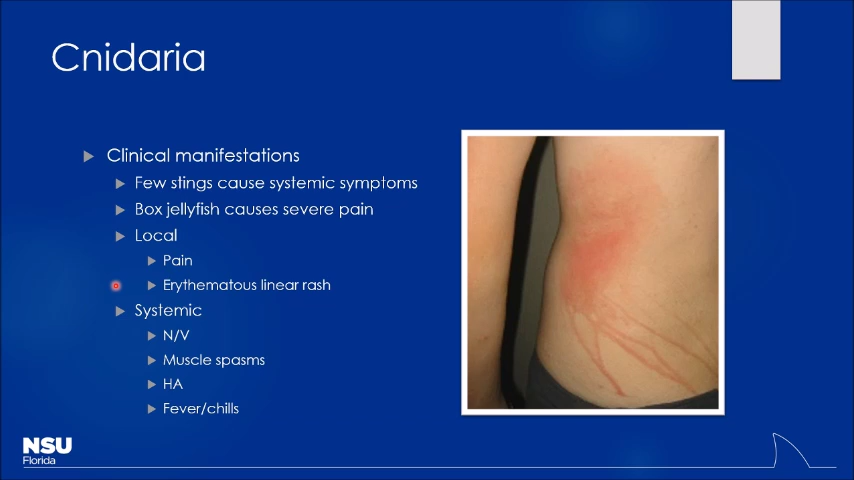 Cnidaria
Clinical manifestations
Few stings cause systemic symptoms
Box jellyfish causes severe pain
Local
Pain
Erythematous linear rash
Systemic
N/V
Muscle spasms
HA
Fever/chills
NSU
Florida